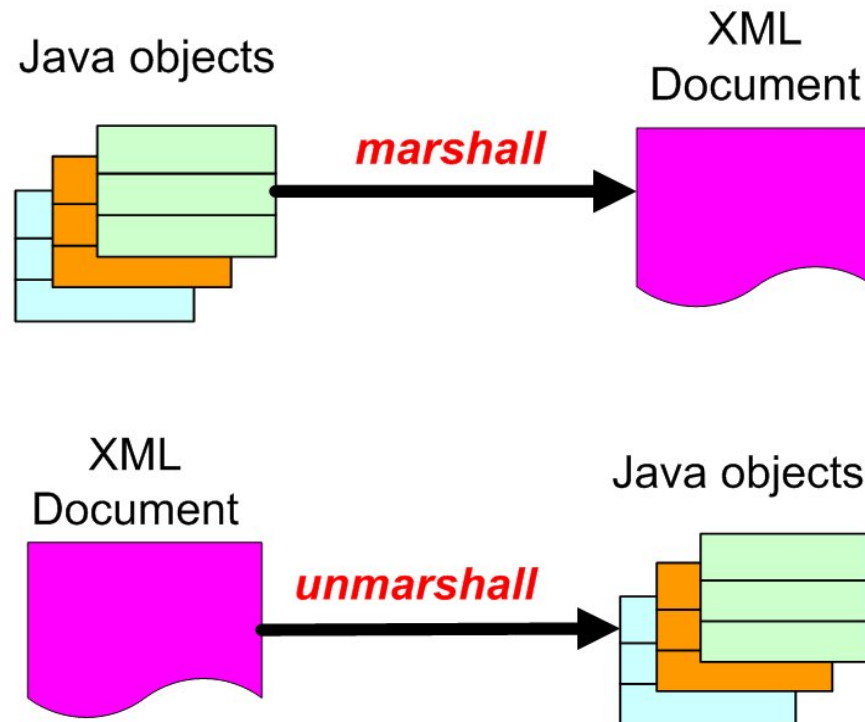 Java objects
XML
Document
marshall
XML
Document
Java objects
unmarshall